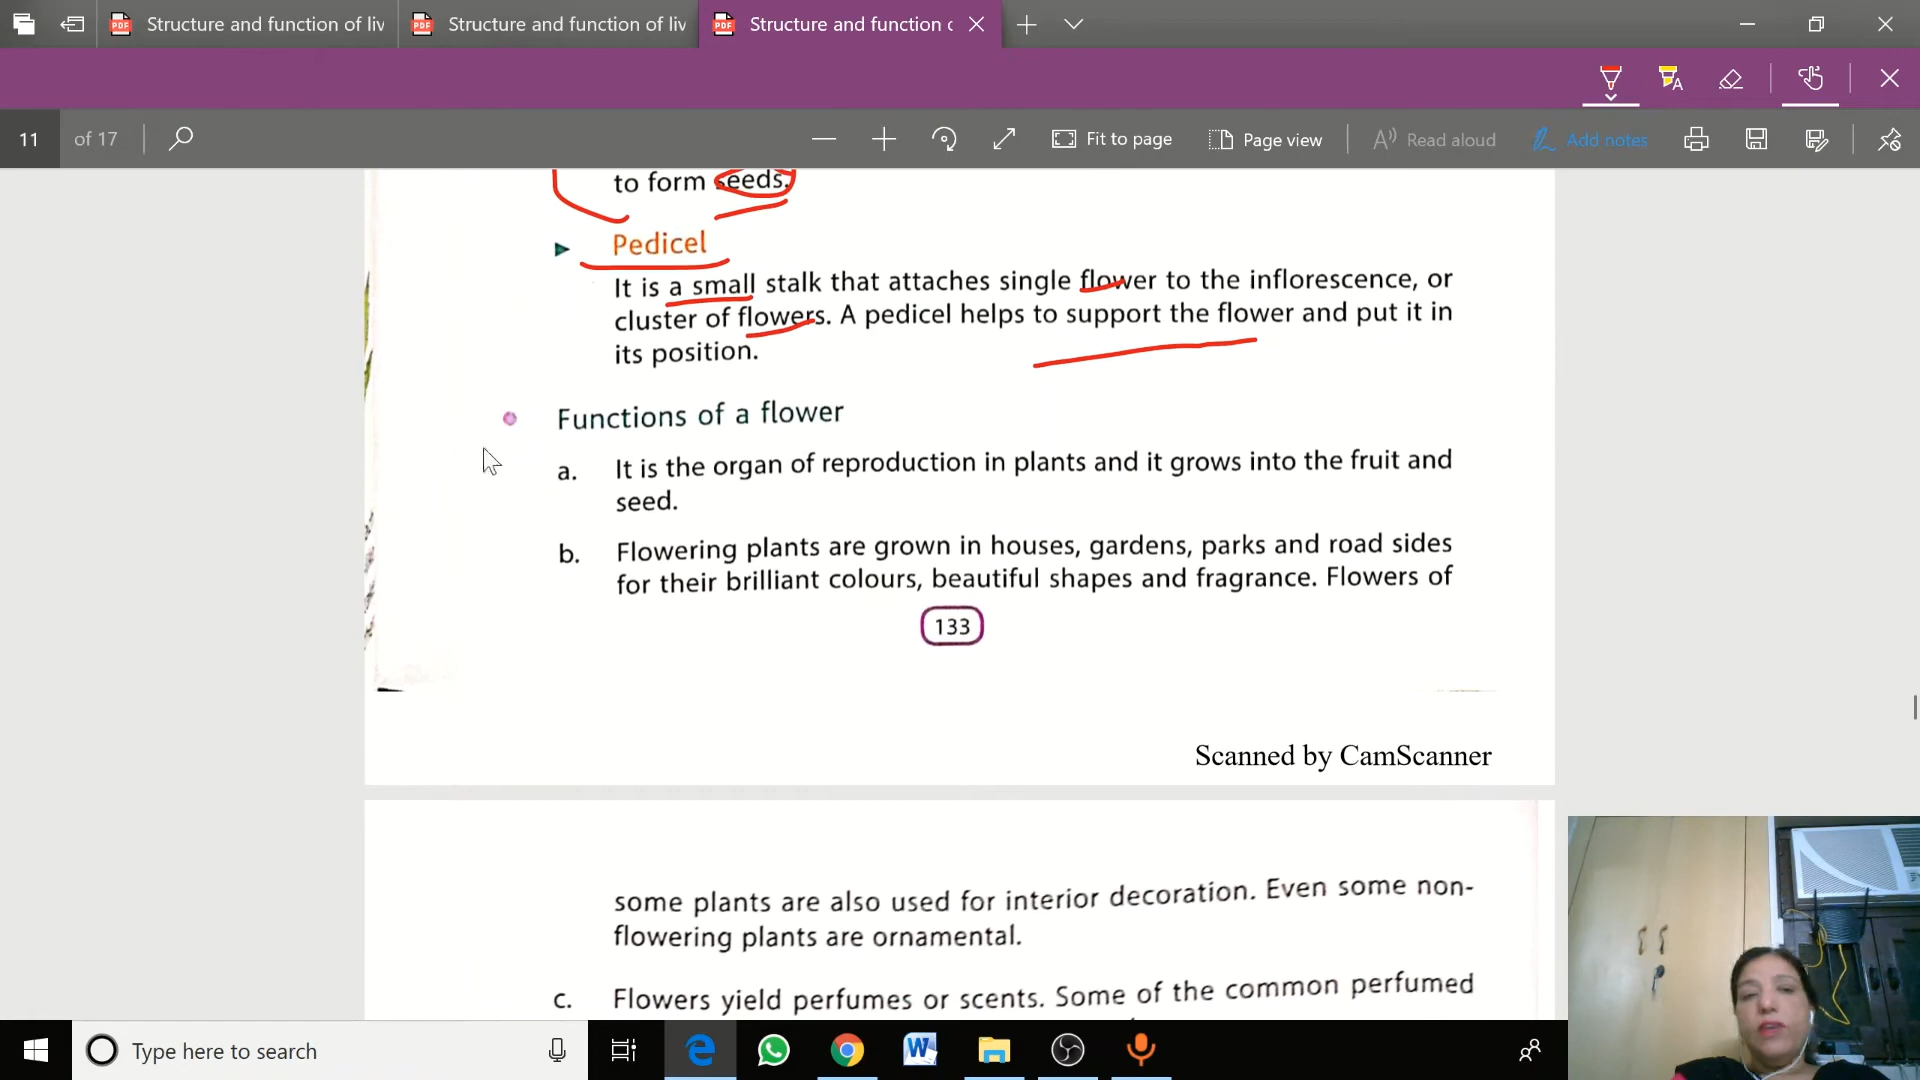 Structure and function of liv
Structure and function of liv
Structure and function o
11 of 17
Fit to page
Page view
Read aloud
Add notes
to form seeds.
Pedicel
It is a small stalk that attaches single flower to the inflorescence, or
cluster of flowers. A pedicel helps to support the flower and put it in
its position.
Functions of a flower
a. It is the organ of reproduction in plants and it grows into the fruit and
seed.
b. Flowering plants are grown in houses, gardens, parks and road sides
for their brilliant colours, beautiful shapes and fragrance. Flowers of
133
Scanned by CamScanner
some plants are also used for interior decoration. Even some non-
flowering plants are ornamental.
c. Flowers yield perfumes or scents. Some of the common perfumed
Type here to search